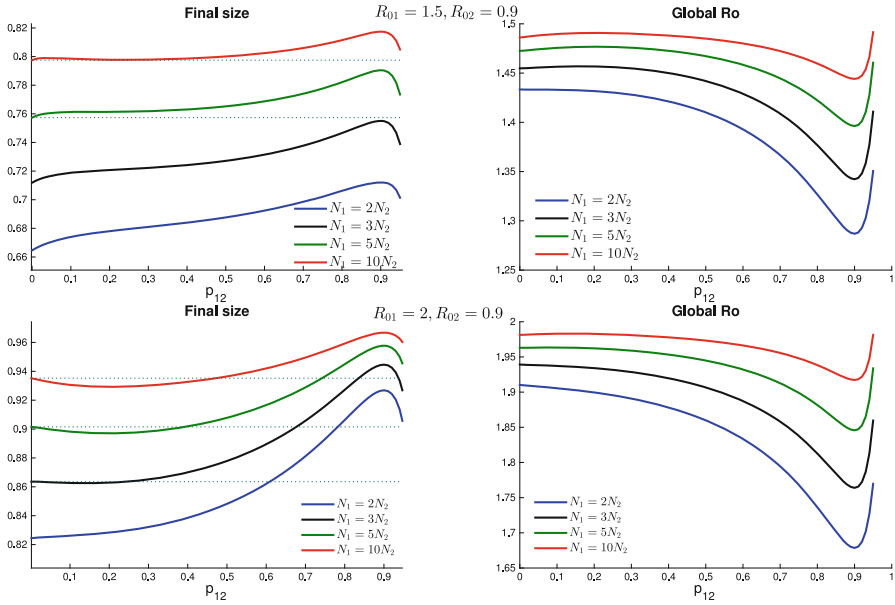 Final size
$R_{01} = 1.5, R_{02} = 0.9$
Global Ro
0.82
0.8
0.78
0.76
0.74
0.72
0.7
0.68
0.66
$N_1 = 2N_2$
$N_1 = 3N_2$
$N_1 = 5N_2$
$N_1 = 10N_2$
0 0.1 0.2 0.3 0.4 0.5 0.6 0.7 0.8 0.9
p12
1.5
1.45
1.4
1.35
1.3
1.25
$N_1 = 2N_2$
$N_1 = 3N_2$
$N_1 = 5N_2$
$N_1 = 10N_2$
0 0.1 0.2 0.3 0.4 0.5 0.6 0.7 0.8 0.9 1
p12
Final size
$R_{01} = 2, R_{02} = 0.9$
Global Ro
0.96
0.94
0.92
0.9
0.88
0.86
0.84
0.82
$N_1 = 2N_2$
$N_1 = 3N_2$
$N_1 = 5N_2$
$N_1 = 10N_2$
0.1 0.2 0.3 0.4 0.5 0.6 0.7 0.8 0.9
p12
2
1.95
1.9
1.85
1.8
1.75
1.7
1.65
$N_1 = 2N_2$
$N_1 = 3N_2$
$N_1 = 5N_2$
$N_1 = 10N_2$
0 0.1 0.2 0.3 0.4 0.5 0.6 0.7 0.8 0.9 1
p12